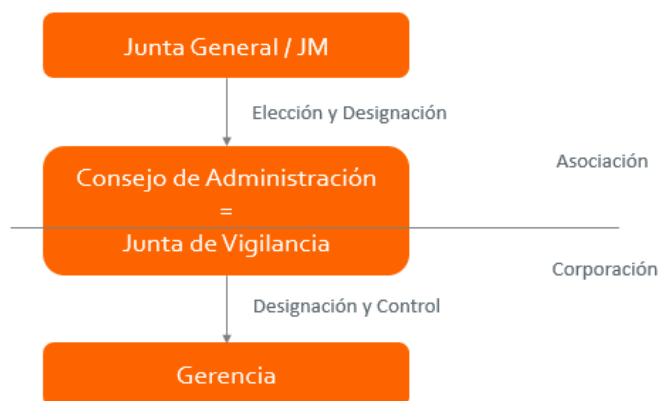 Junta General / JM
Elección y Designación
Asociación
Consejo de Administración
=
Junta de Vigilancia
Corporación
Designación y Control
Gerencia